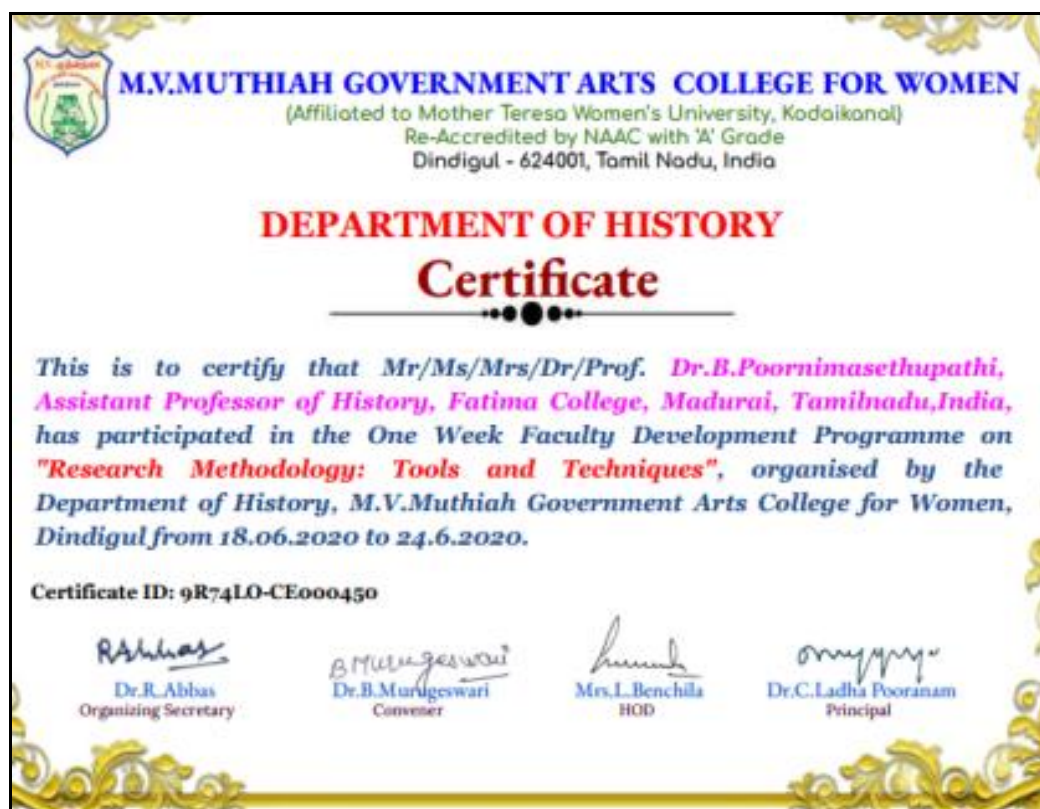 M.V.MUTHIAH GOVERNMENT ARTS COLLEGE FOR WOMEN
(Affiliated to Mother Teresa Women's University, Kodaikanal)
Re-Accredited by NAAC with 'A' Grade
Dindigul - 624001, Tamil Nadu, India
DEPARTMENT OF HISTORY
Certificate
This is to certify that Mr/Ms/Mrs/Dr/Prof. Dr.B.Poornimasethupathi,
Assistant Professor of History, Fatima College, Madurai, Tamilnadu,India,
has participated in the One Week Faculty Development Programme on
"Research Methodology: Tools and Techniques", organised by the
Department of History, M.V.Muthiah Government Arts College for Women,
Dindigul from 18.06.2020 to 24.6.2020.
Certificate ID: 9R74LO-CE000450
RAbbas BMurugeswari
Dr.R.Abbas Dr.B.Murugeswari Mrs.L.Benchila Dr.C.Ladha Pooranam
Organizing Secretary Convener HOD Principal